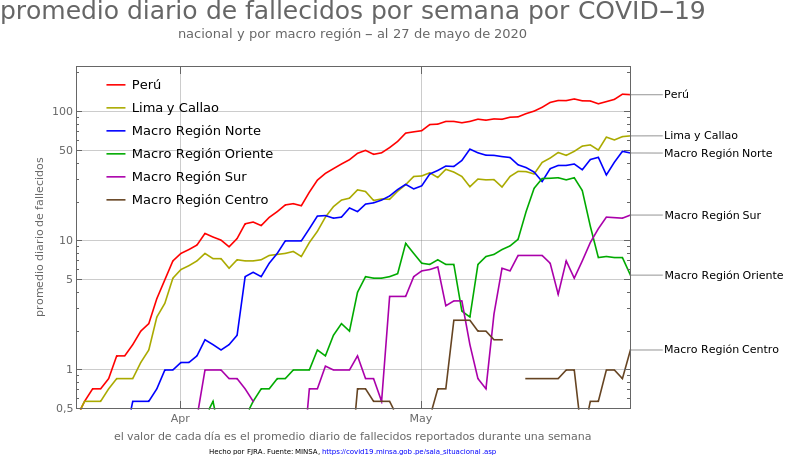 promedio diario de fallecidos por semana por COVID−19
nacional y por macro región − al 27 de mayo de 2020
Perú
Lima y Callao
Macro Región Norte
Macro Región Oriente
Macro Región Sur
Macro Región Centro
promedio diario de fallecidos
100
50
10
5
1
0,5
Apr
May
Perú
Lima y Callao
Macro Región Norte
Macro Región Sur
Macro Región Oriente
Macro Región Centro
el valor de cada día es el promedio diario de fallecidos reportados durante una semana
Hecho por FJRA. Fuente: MINSA, https://covid19.minsa.gob.pe/sala_situacional .asp